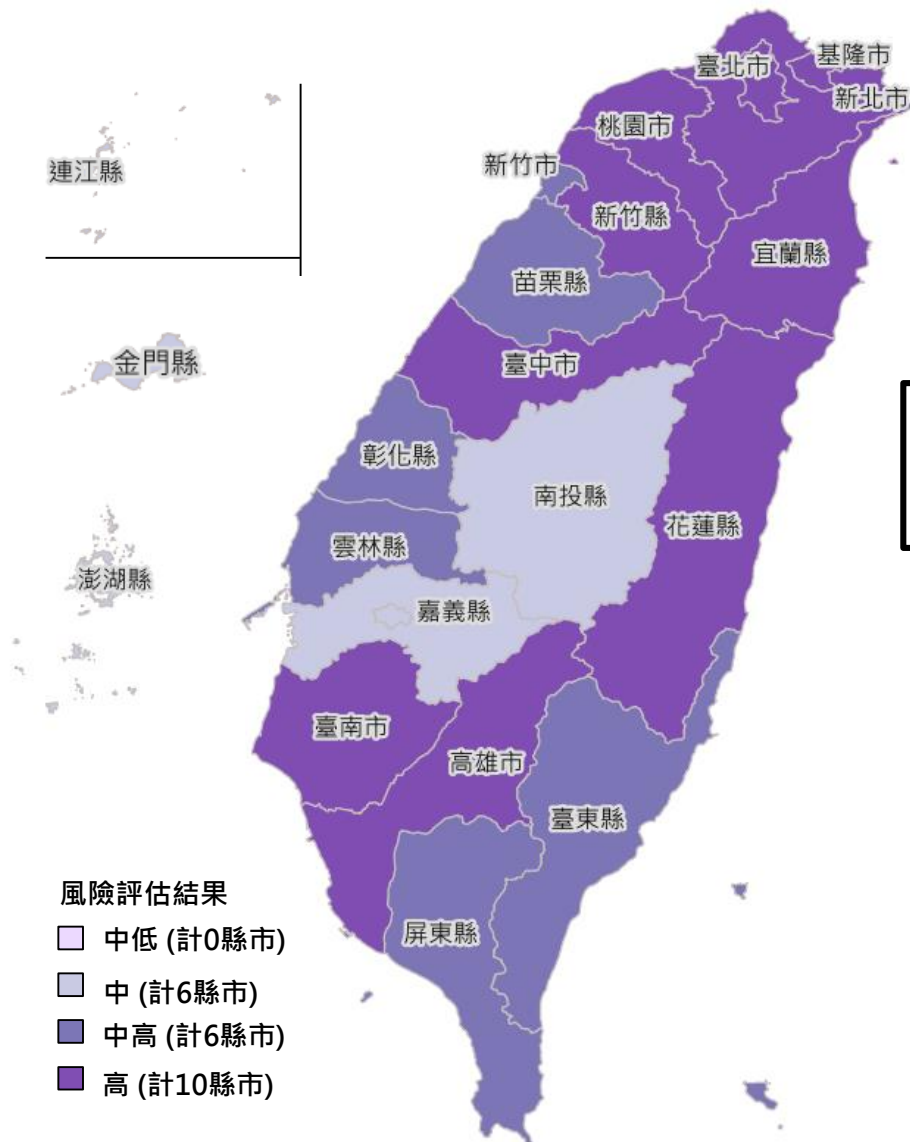 基隆市
臺北市
新北市
桃園市
連江縣
新竹市
新竹縣
宜蘭縣
苗栗縣
金門縣
臺中市
彰化縣
南投縣
花蓮縣
雲林縣
澎湖縣
嘉義縣
臺南市
高雄市
臺東縣
屏東縣
風險評估結果
中低 (計0縣市)
中 (計6縣市)
中高 (計6縣市)
高 (計10縣市)